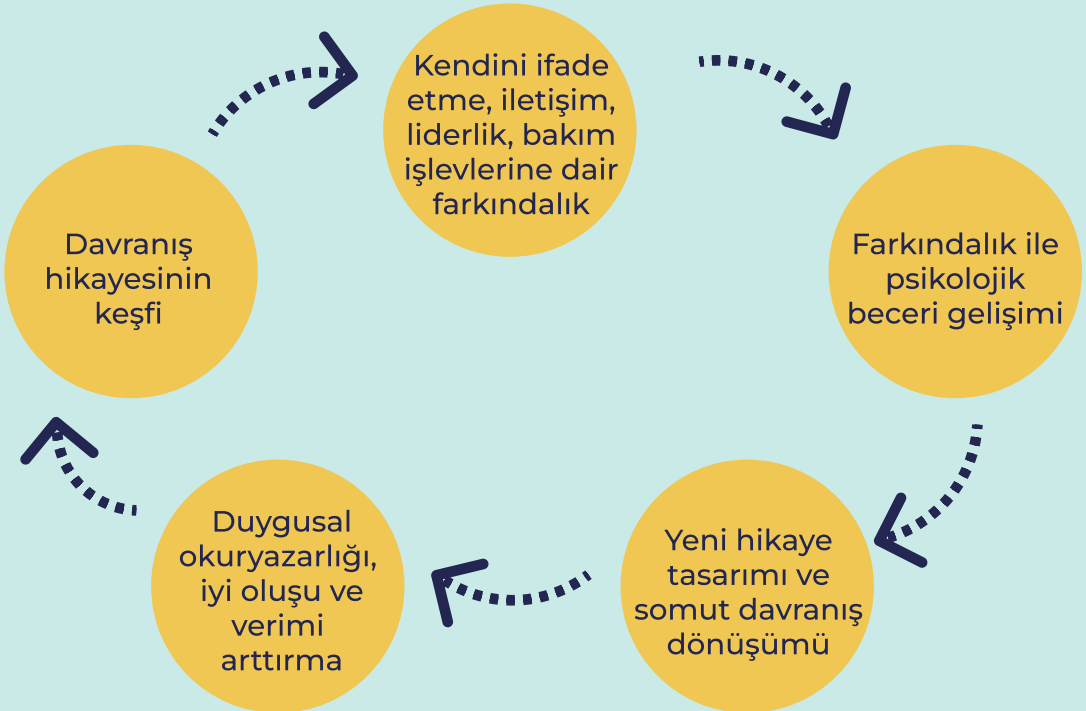 Kendini ifade
etme, iletişim,
liderlik, bakım
işlevlerine dair
farkındalık
Farkındalık ile
psikolojik
beceri gelişimi
Yeni hikaye
tasarımı ve
somut davranış
dönüşümü
Duygusal
okuryazarlığı,
iyi oluşu ve
verimi
arttırma
Davranış
hikayesinin
keşfi